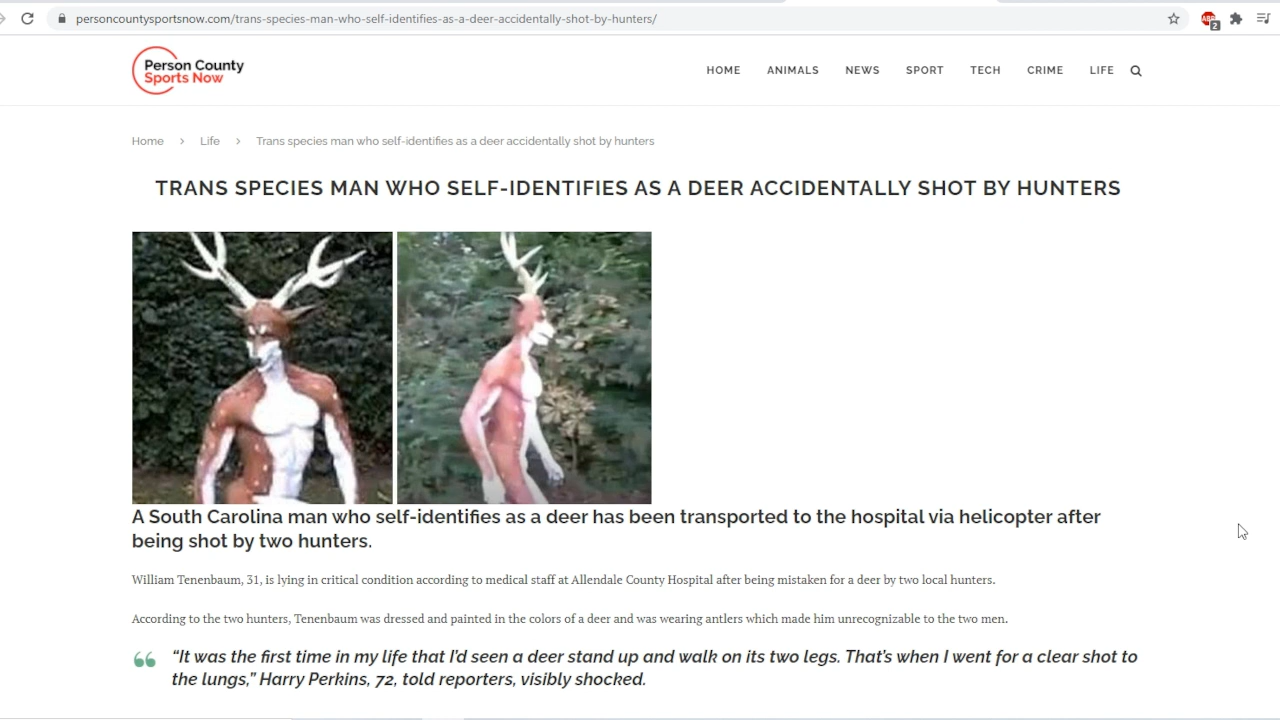 personcountysportsnow.com/trans-species-man-who-self-identifies-as-a-deer-accidentally-shot-by-hunters/
ABP
2
Person County
Sports Now
HOME ANIMALS NEWS SPORT TECH CRIME LIFE
Home > Life > Trans species man who self-identifies as a deer accidentally shot by hunters
TRANS SPECIES MAN WHO SELF-IDENTIFIES AS A DEER ACCIDENTALLY SHOT BY HUNTERS
A South Carolina man who self-identifies as a deer has been transported to the hospital via helicopter after
being shot by two hunters.
William Tenenbaum, 31, is lying in critical condition according to medical staff at Allendale County Hospital after being mistaken for a deer by two local hunters.
According to the two hunters, Tenenbaum was dressed and painted in the colors of a deer and was wearing antlers which made him unrecognizable to the two men.
“It was the first time in my life that I’d seen a deer stand up and walk on its two legs. That’s when I went for a clear shot to
the lungs,” Harry Perkins, 72, told reporters, visibly shocked.